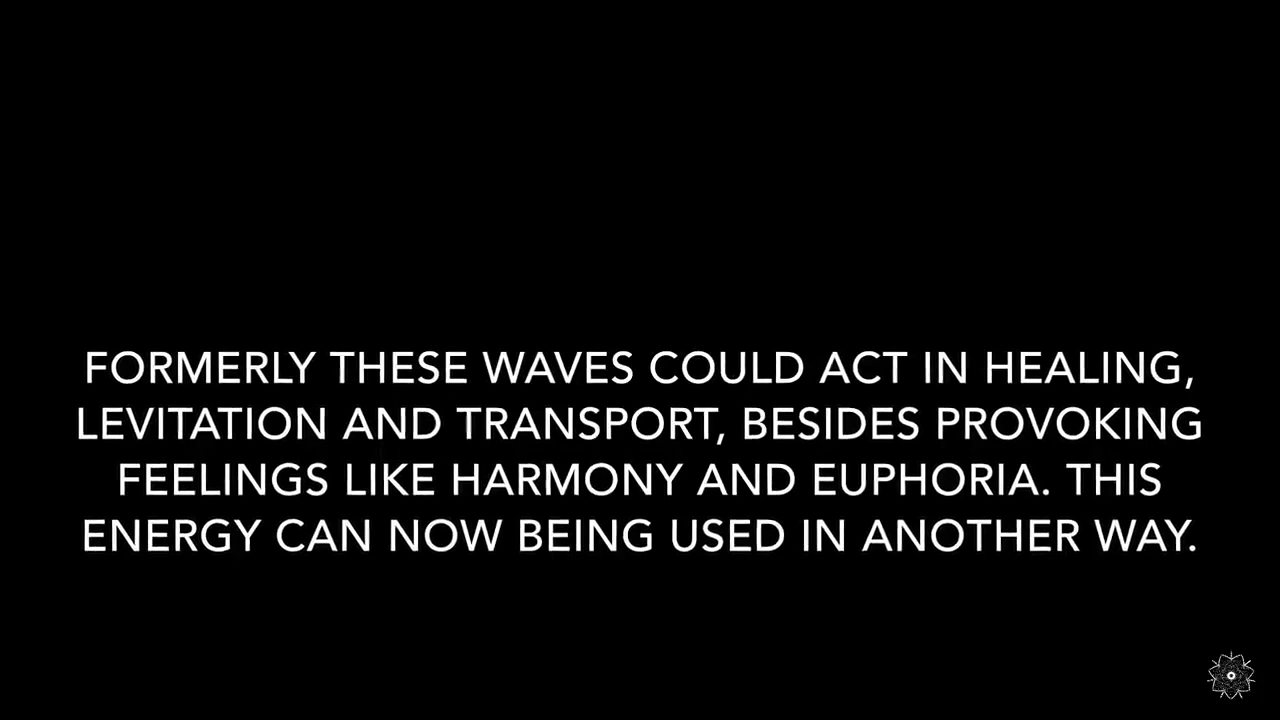 FORMERLY THESE WAVES COULD ACT IN HEALING,
LEVITATION AND TRANSPORT, BESIDES PROVOKING
FEELINGS LIKE HARMONY AND EUPHORIA. THIS
ENERGY CAN NOW BEING USED IN ANOTHER WAY.